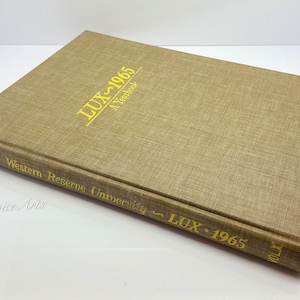 LUX~1965
A Yearbook
Western Reserve University ~ LUX · 1965